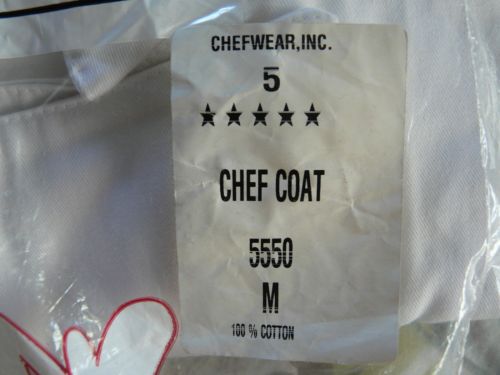 CHEFWEAR, INC.
5
★★★★★
CHEF COAT
5550
M
100 % COTTON